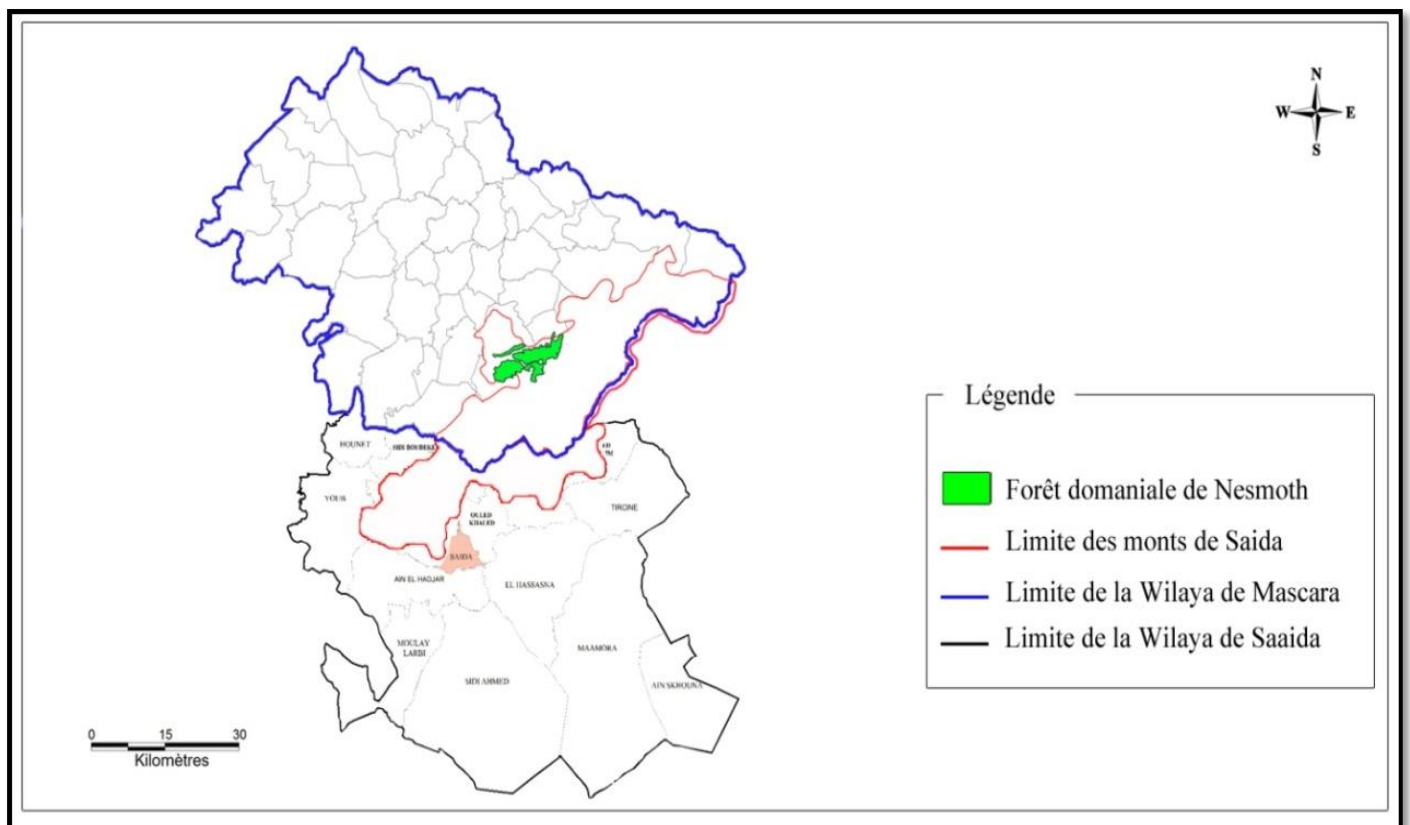 N
W E
S
HOUNET
SIDI BOUBEKE
YOUB
OULED
KHALED
TIRCINE
SAIDA
AIN EL HADJAR
EL HASSASNA
MOULAY
LARBI
MAAMORA
SIDI AHMED
AIN SKHOUNA
0 15 30
Kilomètres
Légende
Forêt domaniale de Nesmoth
Limite des monts de Saida
Limite de la Wilaya de Mascara
Limite de la Wilaya de Saaida